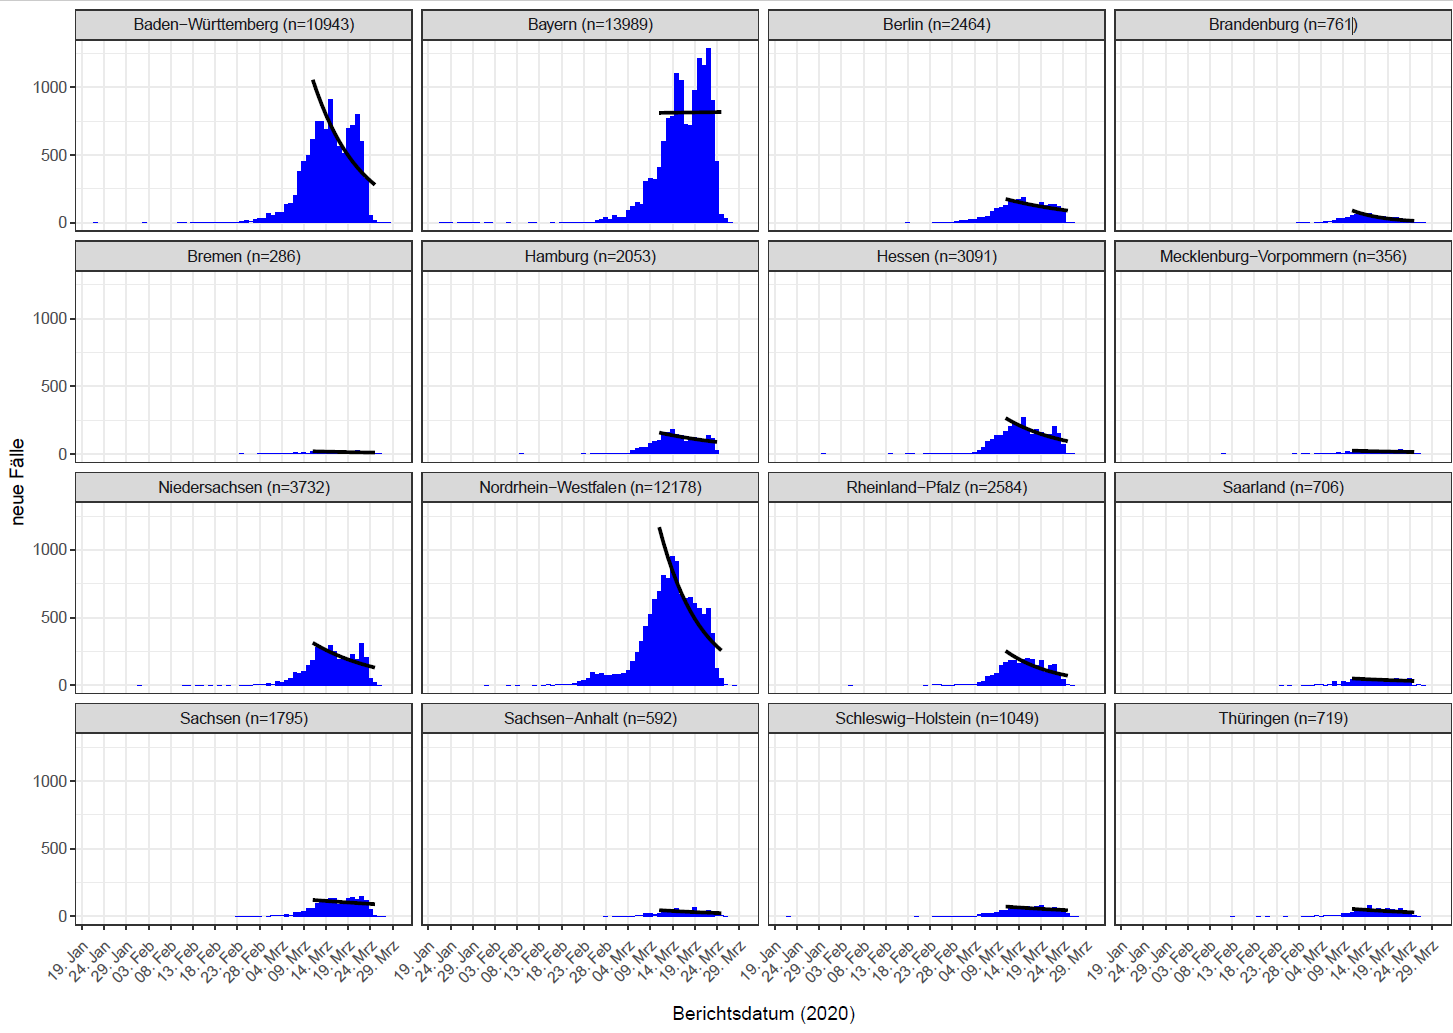 Baden−Württemberg (n=10943)
Bayern (n=13989)
Berlin (n=2464)
Brandenburg (n=761)
1000
500
0
Bremen (n=286)
Hamburg (n=2053)
Hessen (n=3091)
Mecklenburg−Vorpommern (n=356)
1000
500
0
neue Fälle
Niedersachsen (n=3732)
Nordrhein−Westfalen (n=12178)
Rheinland−Pfalz (n=2584)
Saarland (n=706)
1000
500
0
Sachsen (n=1795)
Sachsen−Anhalt (n=592)
Schleswig−Holstein (n=1049)
Thüringen (n=719)
1000
500
0
19. Jan
24. Jan
29. Jan
03. Feb
08. Feb
13. Feb
18. Feb
23. Feb
28. Feb
04. Mrz
09. Mrz
14. Mrz
19. Mrz
24. Mrz
29. Mrz
19. Jan
24. Jan
29. Jan
03. Feb
08. Feb
13. Feb
18. Feb
23. Feb
28. Feb
04. Mrz
09. Mrz
14. Mrz
19. Mrz
24. Mrz
29. Mrz
19. Jan
24. Jan
29. Jan
03. Feb
08. Feb
13. Feb
18. Feb
23. Feb
28. Feb
04. Mrz
09. Mrz
14. Mrz
19. Mrz
24. Mrz
29. Mrz
19. Jan
24. Jan
29. Jan
03. Feb
08. Feb
13. Feb
18. Feb
23. Feb
28. Feb
04. Mrz
09. Mrz
14. Mrz
19. Mrz
24. Mrz
29. Mrz
Berichtsdatum (2020)